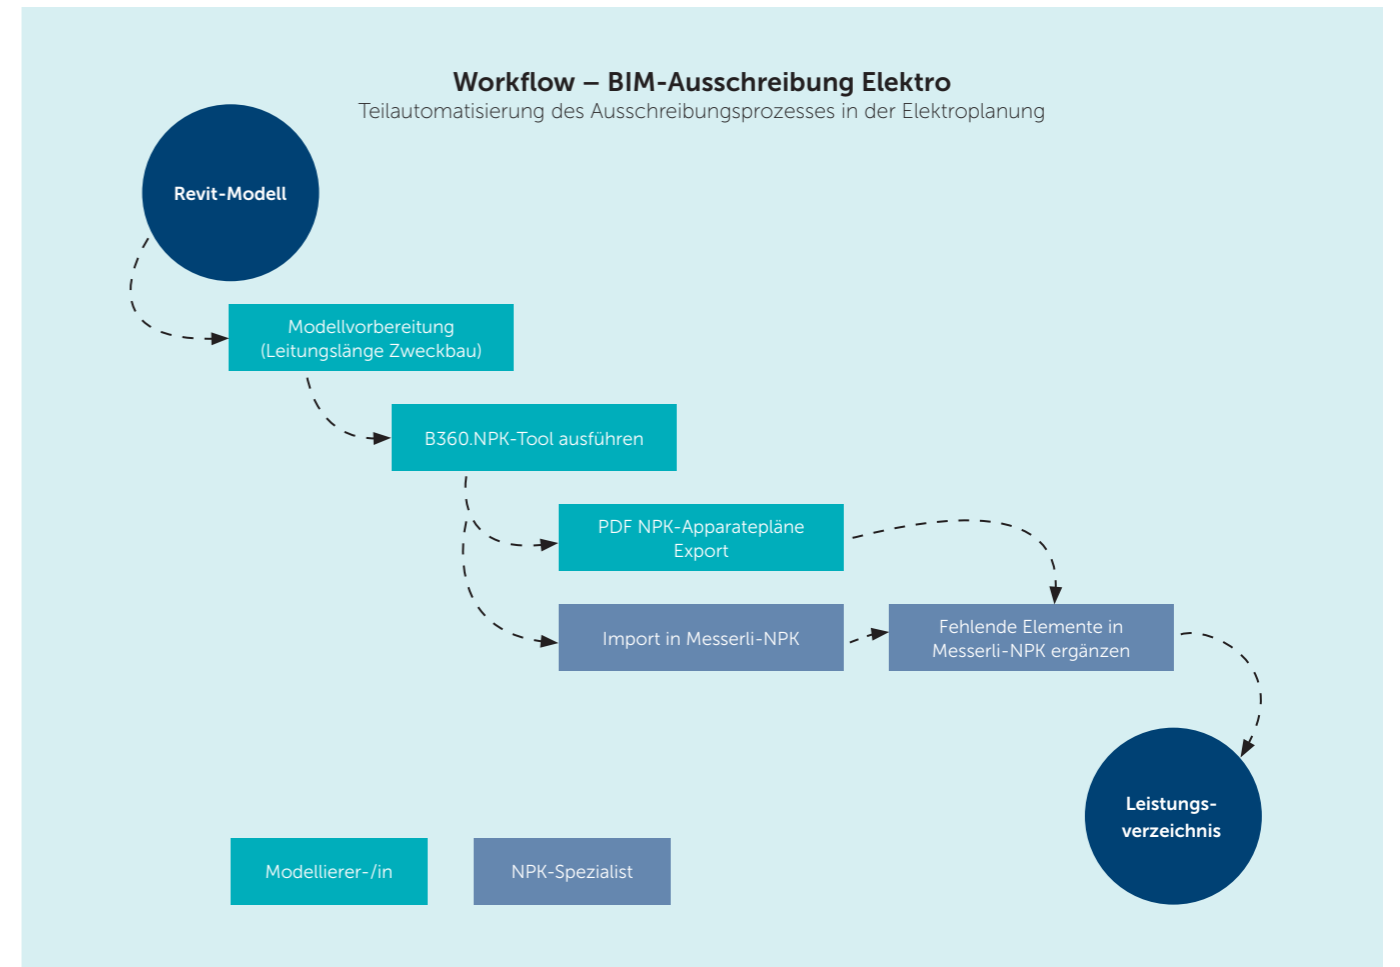 Workflow – BIM-Ausschreibung Elektro
Teilautomatisierung des Ausschreibungsprozesses in der Elektroplanung
Revit-Modell
Modellvorbereitung
(Leitungslänge Zweckbau)
B360.NPK-Tool ausführen
PDF NPK-Apparatepläne
Export
Import in Messerli-NPK
Fehlende Elemente in
Messerli-NPK ergänzen
Leistungs-
verzeichnis
Modellierer-/in
NPK-Spezialist